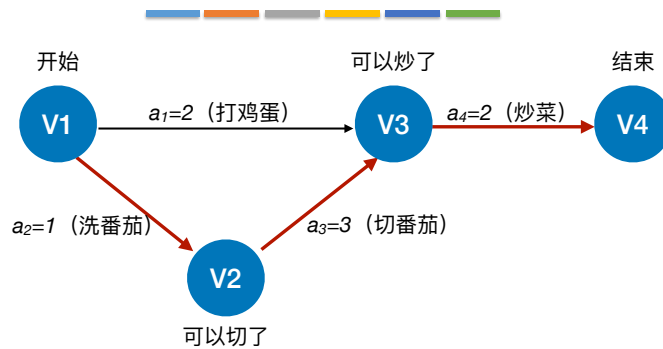 开始
可以炒了
结束
V1
a₁=2（打鸡蛋）
V3
a₄=2（炒菜）
V4
a₂=1（洗番茄）
a₃=3（切番茄）
V2
可以切了